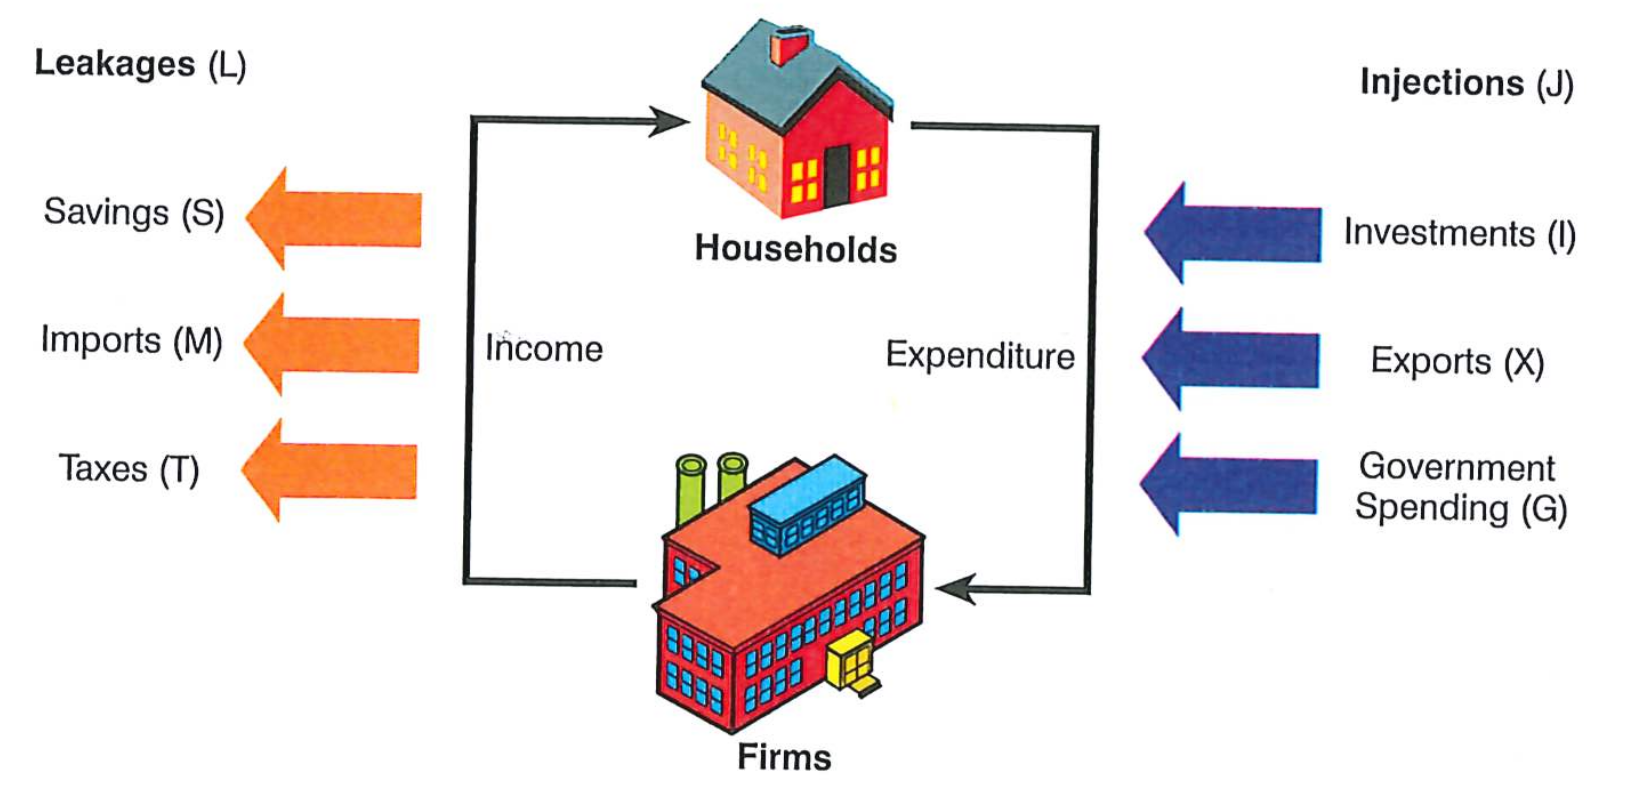 Leakages (L)
Injections (J)
Savings (S)
Households
Investments (I)
Imports (M)
Income
Expenditure
Exports (X)
Taxes (T)
Government
Spending (G)
Firms